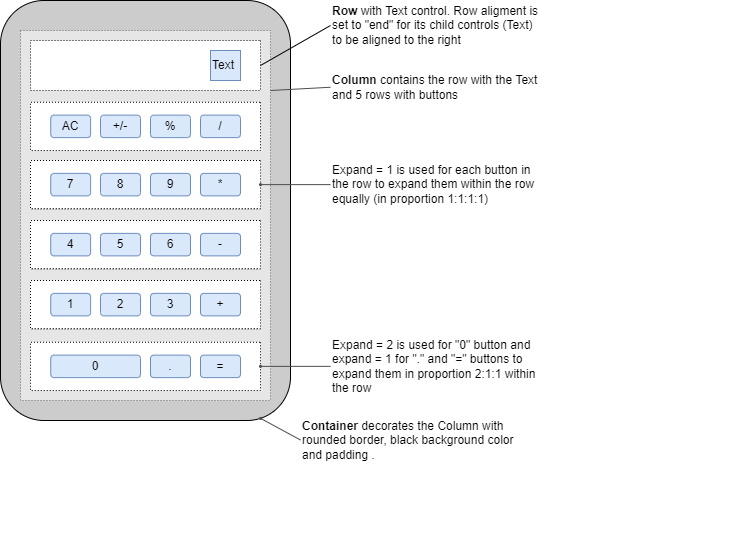 Row with Text control. Row aligment is
set to "end" for its child controls (Text)
to be aligned to the right
Text
Column contains the row with the Text
and 5 rows with buttons
AC +/- % /
Expand = 1 is used for each button in
the row to expand them within the row
equally (in proportion 1:1:1:1)
7 8 9 *
4 5 6 -
1 2 3 +
Expand = 2 is used for "0" button and
expand = 1 for "." and "=" buttons to
expand them in proportion 2:1:1 within
the row
0 . =
Container decorates the Column with
rounded border, black background color
and padding .